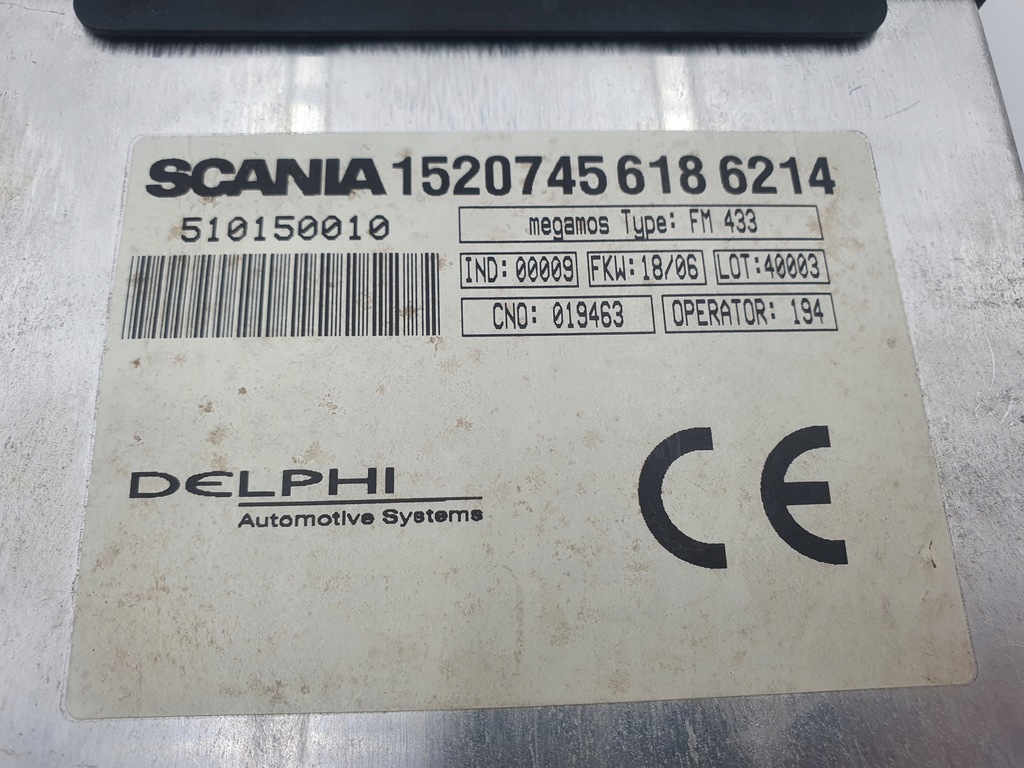 SCANIA 1520745 618 6214
510150010
megamos Type: FM 433
IND: 00009 FKW: 18/06 LOT: 40003
CNO: 019463 OPERATOR: 194
DELPHI
Automotive Systems
CE